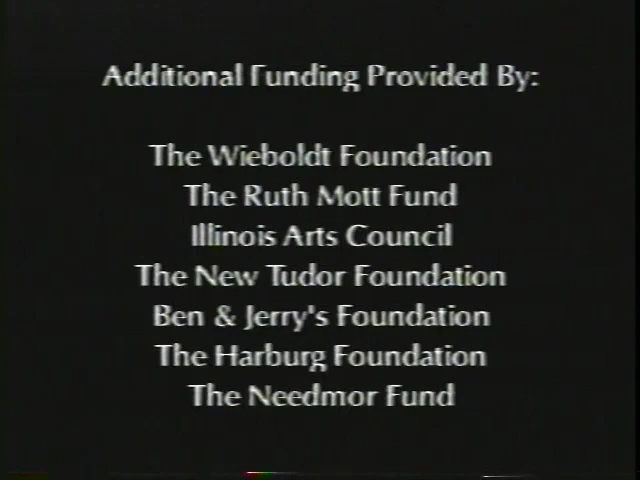 Additional Funding Provided By:
The Wieboldt Foundation
The Ruth Mott Fund
Illinois Arts Council
The New Tudor Foundation
Ben & Jerry's Foundation
The Harburg Foundation
The Needmor Fund